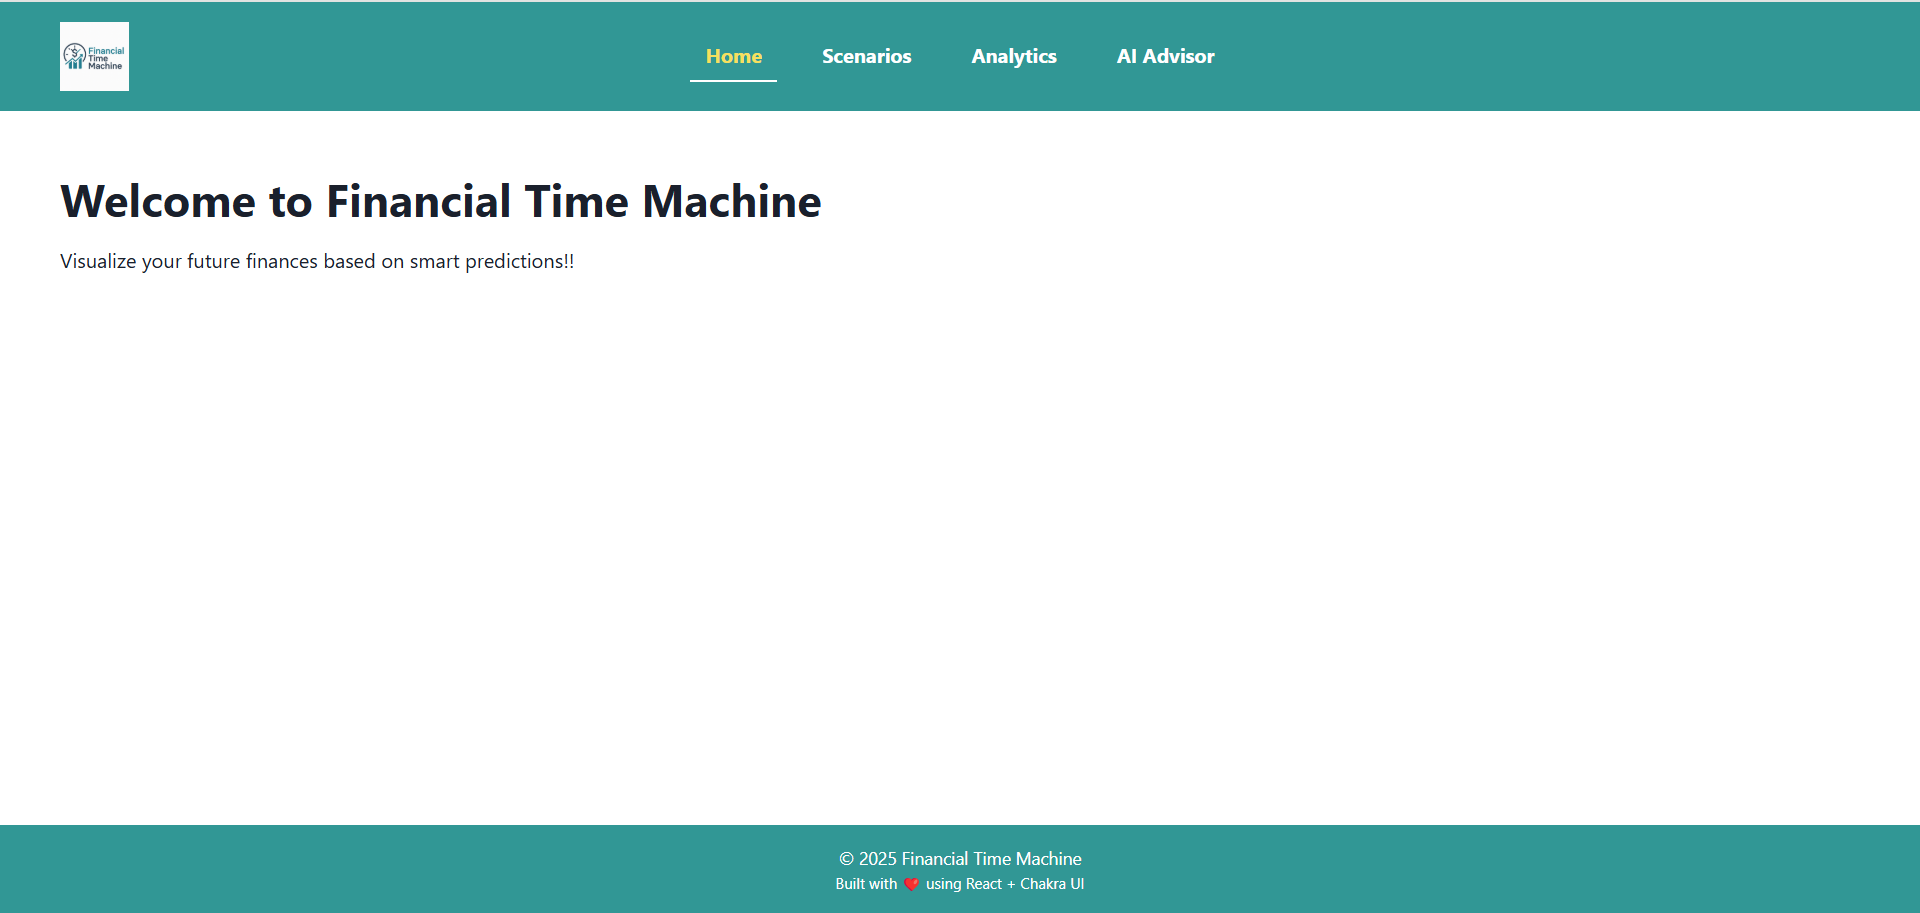 Financial
Time
Machine
Home
Scenarios
Analytics
AI Advisor
Welcome to Financial Time Machine
Visualize your future finances based on smart predictions!!
© 2025 Financial Time Machine
Built with ❤️ using React + Chakra UI